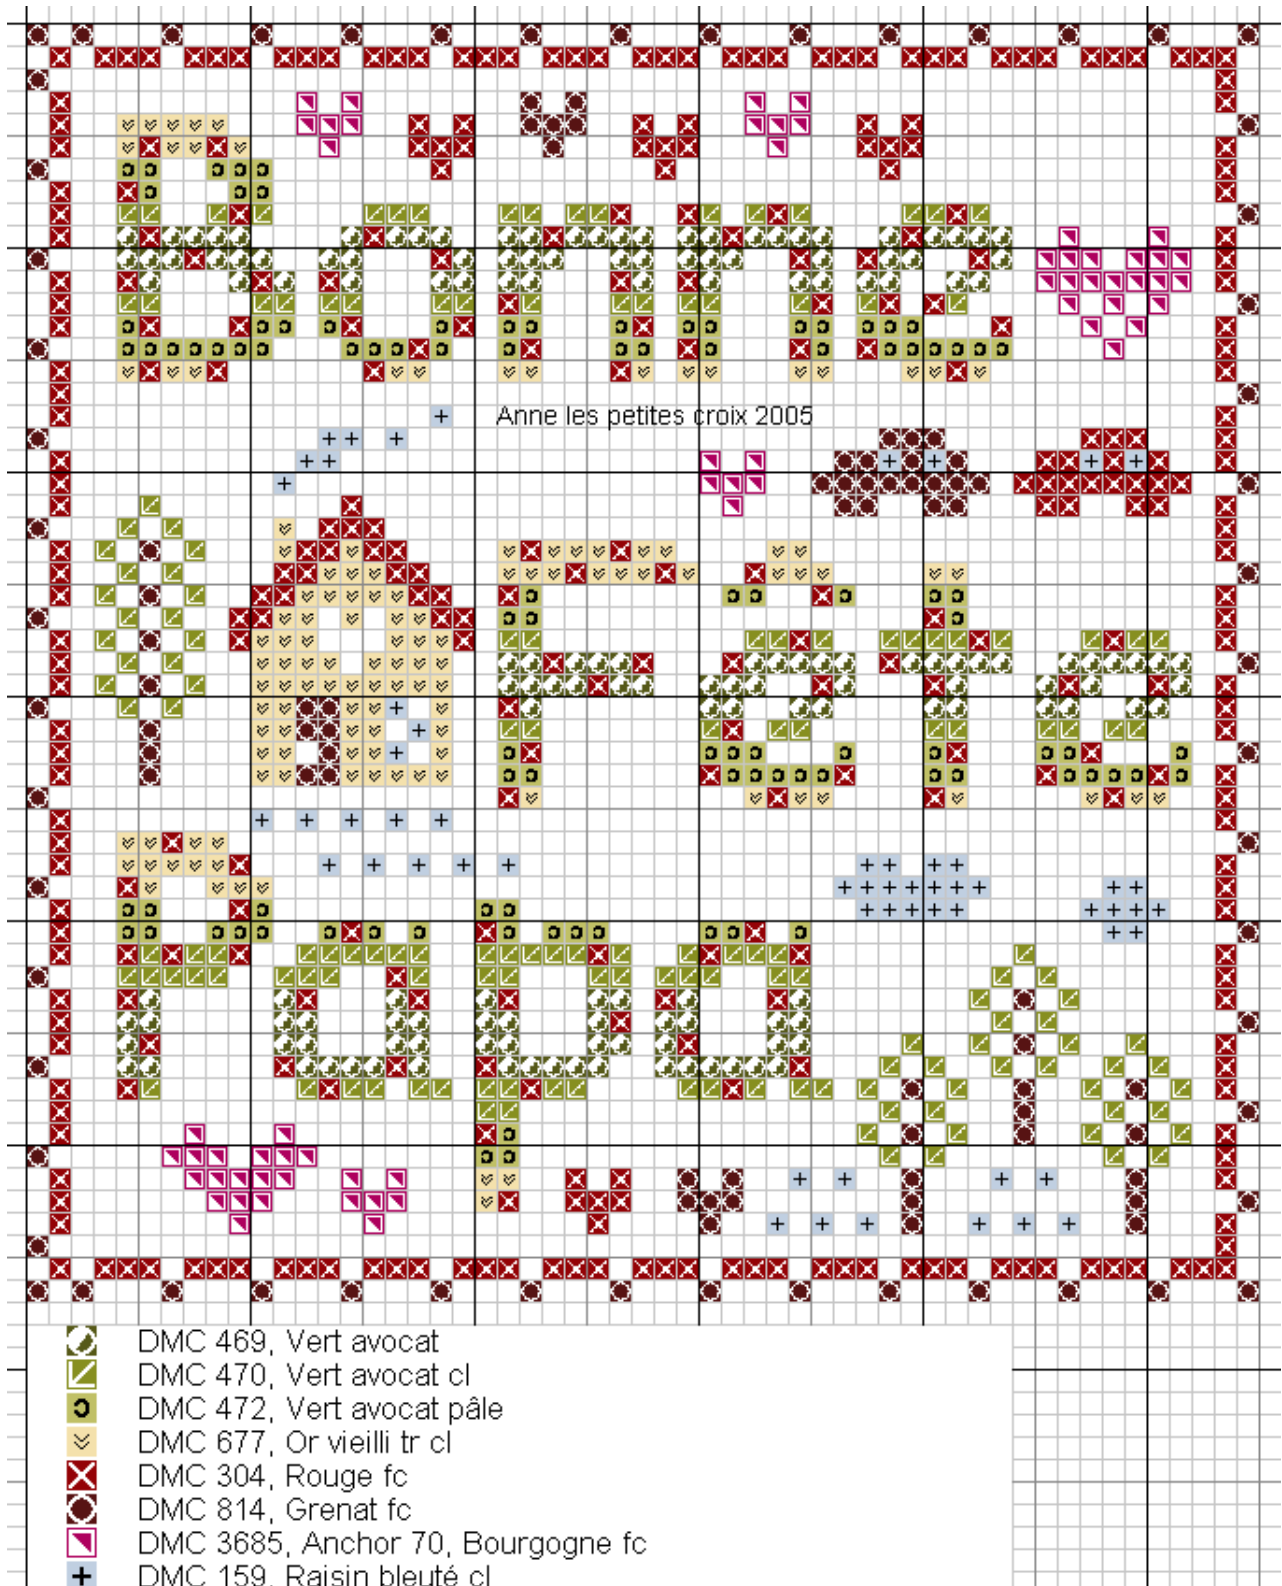 Bonne
Anne les petites croix 2005
Fete
Papa
DMC 469, Vert avocat
DMC 470, Vert avocat cl
DMC 472, Vert avocat pâle
DMC 677, Or vieilli tr cl
DMC 304, Rouge fc
DMC 814, Grenat fc
DMC 3685, Anchor 70, Bourgogne fc
DMC 159, Raisin bleuté cl